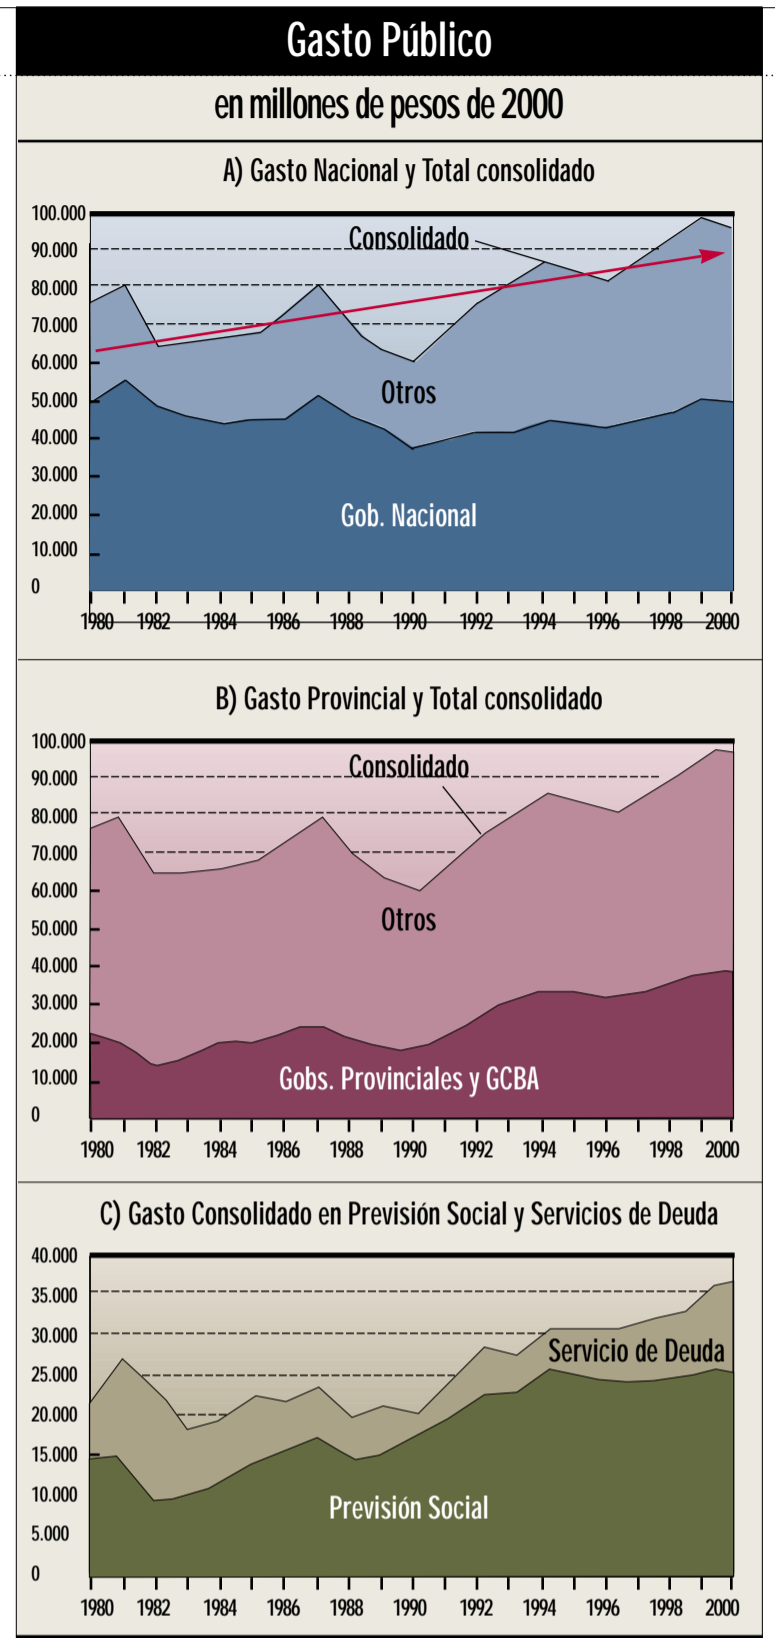 Gasto Público
en millones de pesos de 2000
A) Gasto Nacional y Total consolidado
100.000
90.000
80.000
70.000
60.000
50.000
40.000
30.000
20.000
10.000
0
Consolidado
Otros
Gob. Nacional
1980 1982 1984 1986 1988 1990 1992 1994 1996 1998 2000
B) Gasto Provincial y Total consolidado
100.000
90.000
80.000
70.000
60.000
50.000
40.000
30.000
20.000
10.000
0
Consolidado
Otros
Gobs. Provinciales y GCBA
1980 1982 1984 1986 1988 1990 1992 1994 1996 1998 2000
C) Gasto Consolidado en Previsión Social y Servicios de Deuda
40.000
35.000
30.000
25.000
20.000
15.000
10.000
5.000
0
Servicio de Deuda
Previsión Social
1980 1982 1984 1986 1988 1990 1992 1994 1996 1998 2000